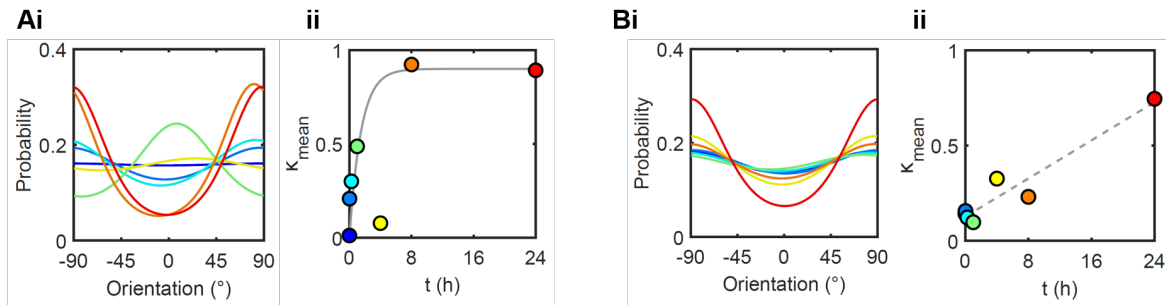 Ai
ii
Bi
ii
0.4
0.2
0
Probability
-90 -45 0 45 90
Orientation (°)
1
0.5
0
κmean
0 8 16 24
t (h)
0.4
0.2
0
Probability
-90 -45 0 45 90
Orientation (°)
1
0.5
0
κmean
0 8 16 24
t (h)